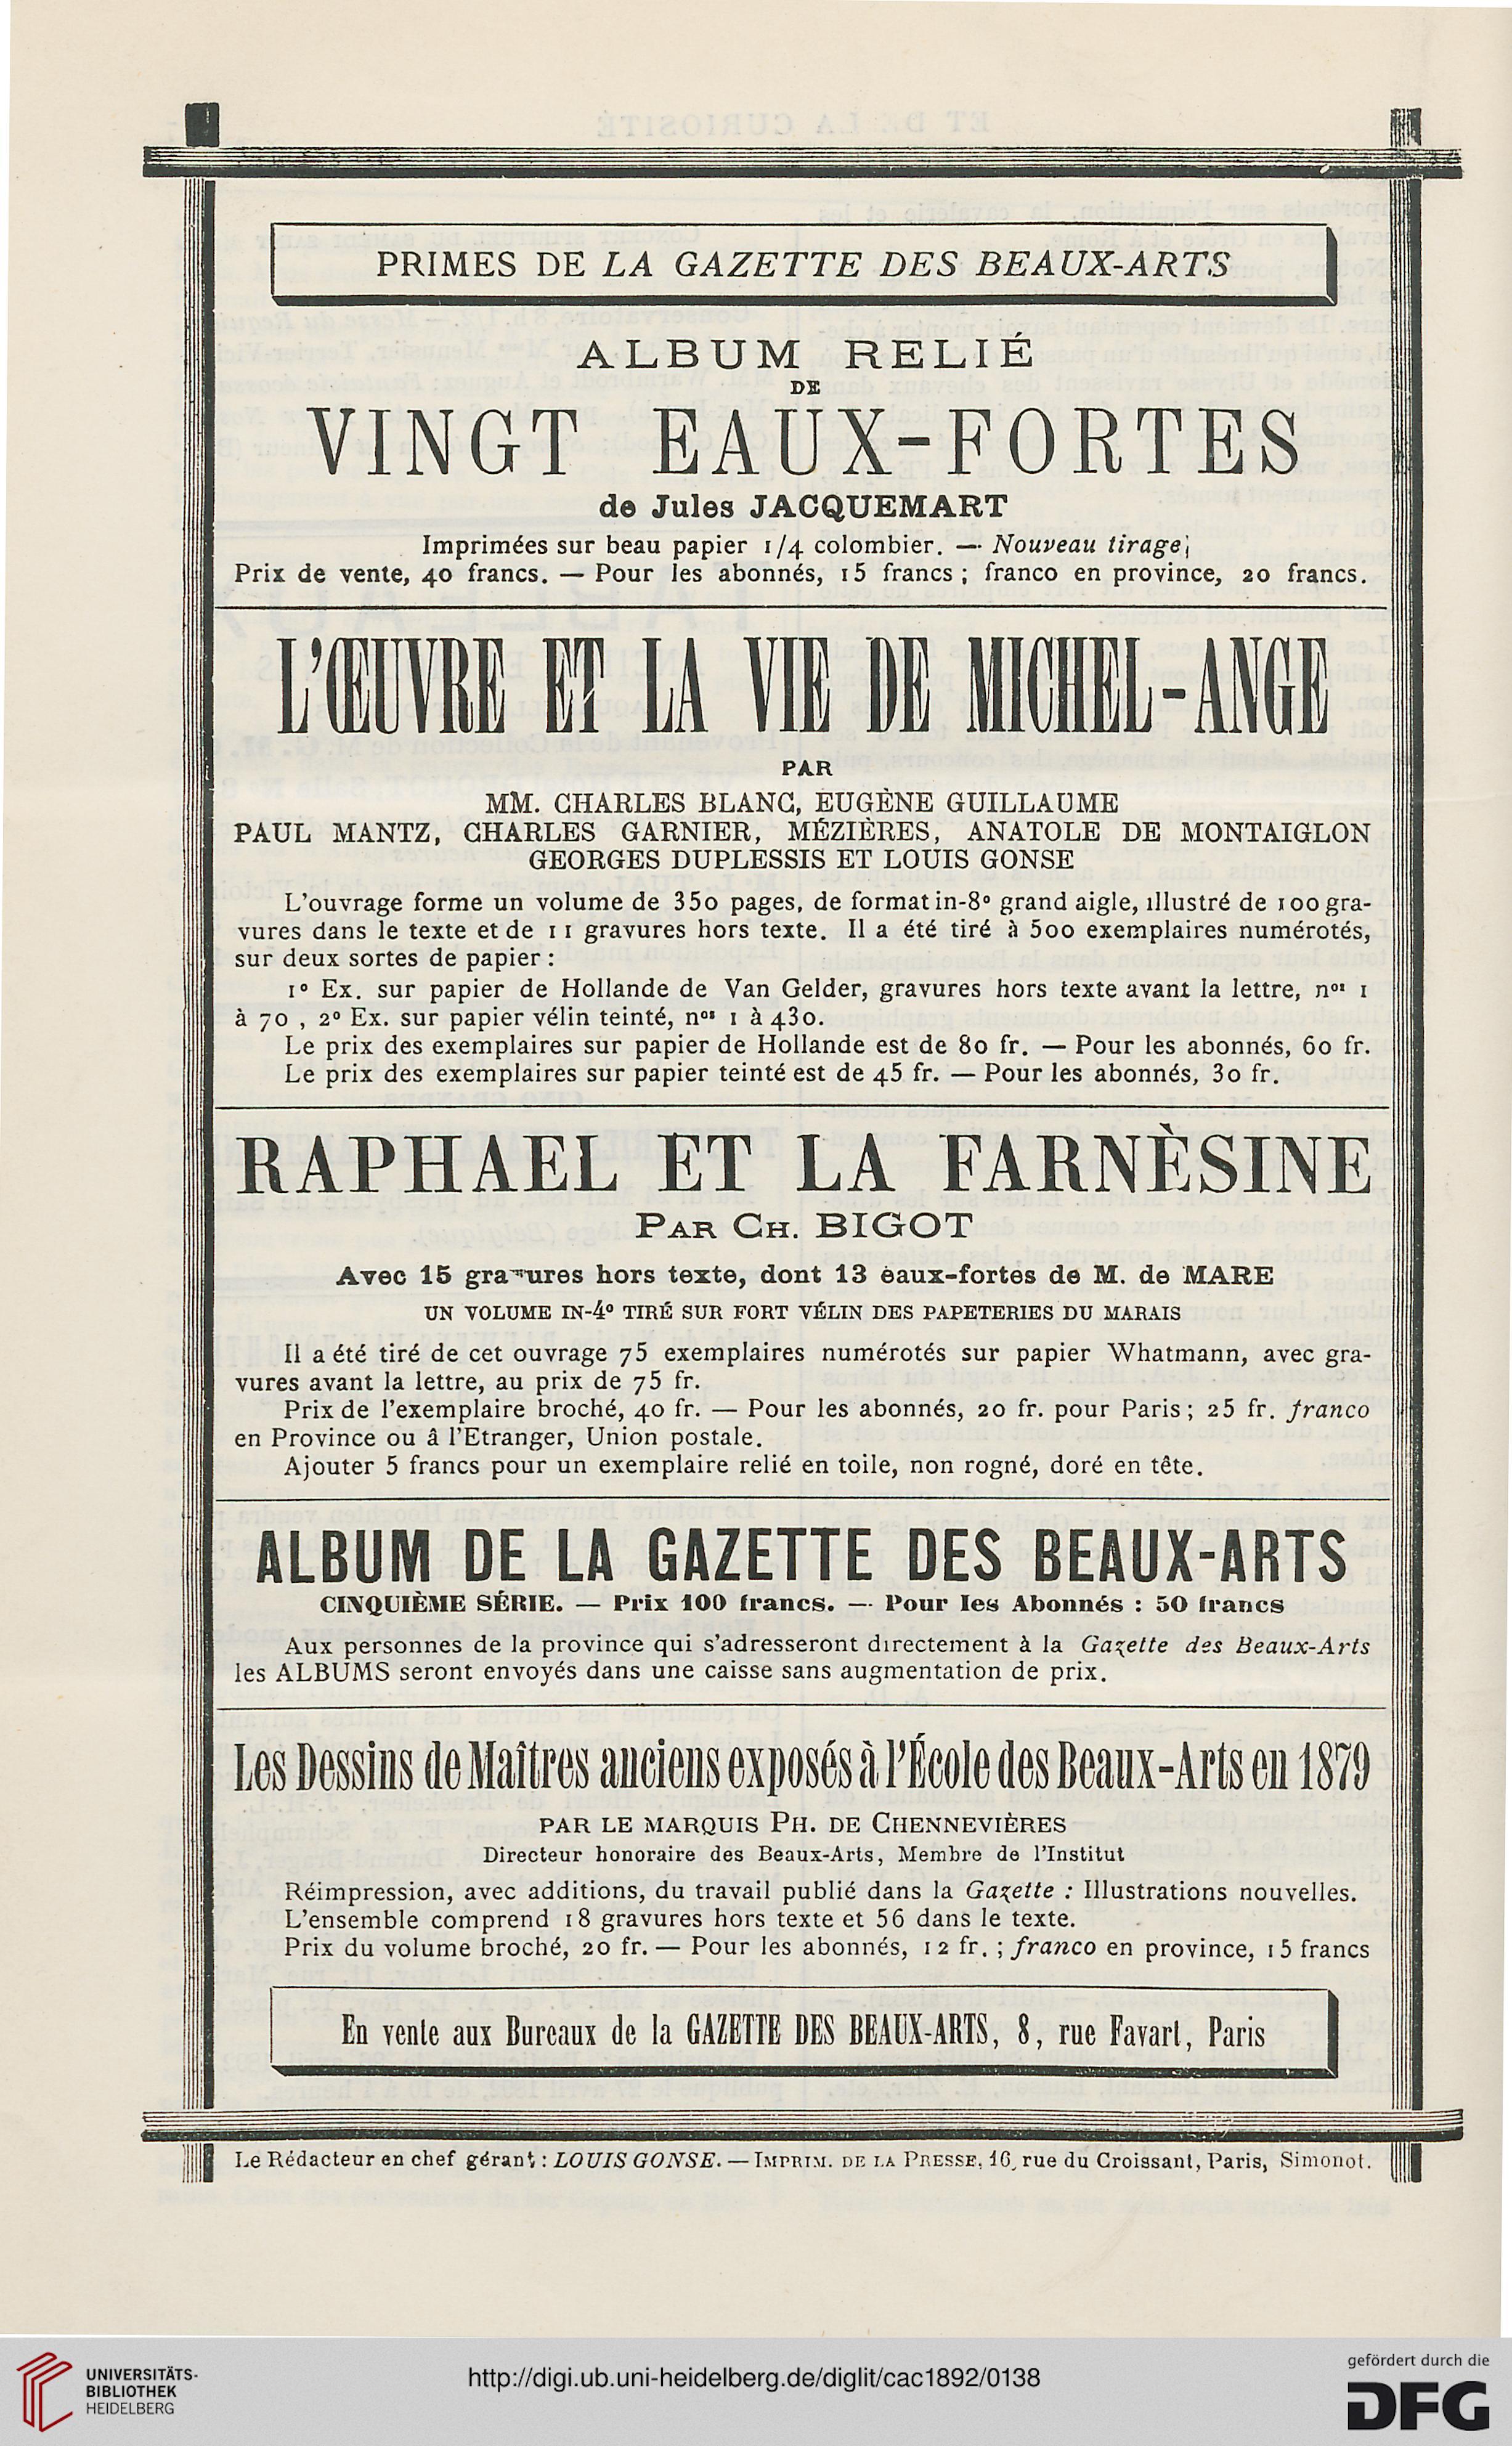 PRIMES DE LA GAZETTE DES BEAUX-ARTS
ALBUM RELIÉ
DE
VINGT EAUX-FORTES
de Jules JACQUEMART
Imprimées sur beau papier 1/4 colombier. — Nouveau tirage
Prix de vente, 40 francs. — Pour les abonnés, 15 francs ; franco en province, 20 francs.
L'ŒUVRE ET LA VIE DE MICHEL-ANGE
PAR
MM. CHARLES BLANC, EUGÈNE GUILLAUME
PAUL MANTZ, CHARLES GARNIER, MÉZIÈRES, ANATOLE DE MONTAIGLON
GEORGES DUPLESSIS ET LOUIS GONSE
L'ouvrage forme un volume de 350 pages, de format in-8° grand aigle, illustré de 100 gra-
vures dans le texte et de 11 gravures hors texte. Il a été tiré à 500 exemplaires numérotés,
sur deux sortes de papier :
1° Ex. sur papier de Hollande de Van Gelder, gravures hors texte avant la lettre, nos 1
à 70 , 2° Ex. sur papier vélin teinté, nos 1 à 430.
Le prix des exemplaires sur papier de Hollande est de 80 fr. — Pour les abonnés, 60 fr.
Le prix des exemplaires sur papier teinté est de 45 fr. — Pour les abonnés, 30 fr.
RAPHAEL ET LA FARNÈSINE
PAR CH. BIGOT
Avec 15 gravures hors texte, dont 13 eaux-fortes de M. de MARE
UN VOLUME IN-4° TIRÉ SUR FORT VÉLIN DES PAPETERIES DU MARAIS
Il a été tiré de cet ouvrage 75 exemplaires numérotés sur papier Whatmann, avec gra-
vures avant la lettre, au prix de 75 fr.
Prix de l'exemplaire broché, 40 fr. — Pour les abonnés, 20 fr. pour Paris ; 25 fr. franco
en Province ou â l'Etranger, Union postale.
Ajouter 5 francs pour un exemplaire relié en toile, non rogné, doré en tête.
ALBUM DE LA GAZETTE DES BEAUX-ARTS
CINQUIÈME SÉRIE. — Prix 100 francs. — Pour les Abonnés : 50 francs
Aux personnes de la province qui s'adresseront directement à la Gazette des Beaux-Arts
les ALBUMS seront envoyés dans une caisse sans augmentation de prix.
Les Dessins de Maîtres anciens exposés à l'École des Beaux-Arts en 1879
PAR LE MARQUIS PH. DE CHENNEVIÈRES
Directeur honoraire des Beaux-Arts, Membre de l'Institut
Réimpression, avec additions, du travail publié dans la Gazette : Illustrations nouvelles.
L'ensemble comprend 18 gravures hors texte et 56 dans le texte.
Prix du volume broché, 20 fr. — Pour les abonnés, 12 fr. ; franco en province, 15 francs
En vente aux Bureaux de la GAZETTE DES BEAUX-ARTS, 8, rue Favart, Paris
Le Rédacteur en chef gérant : LOUIS GONSE. — IMPRIM. DE LA PRESSE, 16, rue du Croissant, Paris, Simonot.
UNIVERSITÄTS-
BIBLIOTHEK
HEIDELBERG
http://digi.ub.uni-heidelberg.de/diglit/cac1892/0138
gefördert durch die
DFG